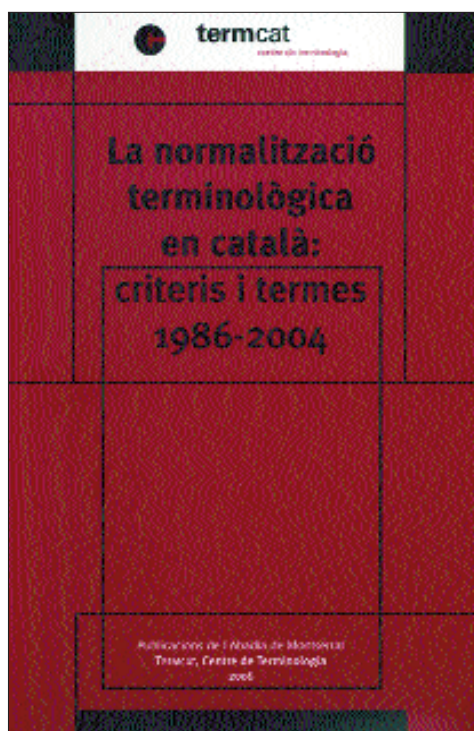 termcat
centre de terminologia
La normalització
terminològica
en català:
criteris i termes
1986-2004
Publicacions de l'Abadia de Montserrat
Termcat, Centre de Terminologia
2006